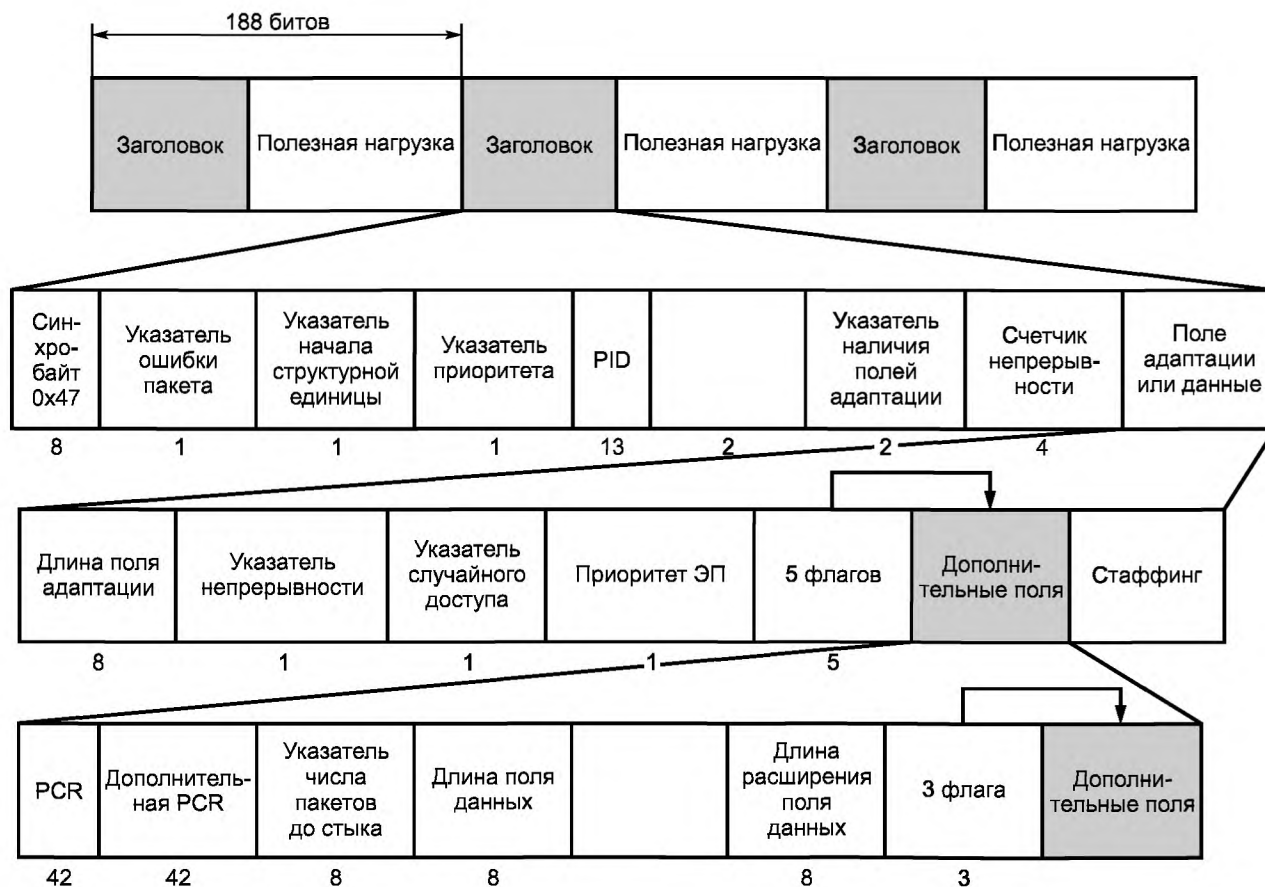 188 битов
Заголовок
Полезная нагрузка
Заголовок
Полезная нагрузка
Заголовок
Полезная нагрузка
Син-
хро-
байт
0x47
Указатель
ошибки
пакета
Указатель
начала
структурной
единицы
Указатель
приоритета
PID
Указатель
наличия
полей
адаптации
Счетчик
непрерыв-
ности
Поле
адаптации
или данные
8
1
1
1
13
2
2
4
Длина поля
адаптации
Указатель
непрерывности
Указатель
случайного
доступа
Приоритет ЭП
5 флагов
Дополни-
тельные поля
Стаффинг
8
1
1
1
5
PCR
Дополнитель-
ная PCR
Указатель
числа
пакетов
до стыка
Длина поля
данных
Длина
расширения
поля
данных
3 флага
Дополни-
тельные поля
42
42
8
8
8
3